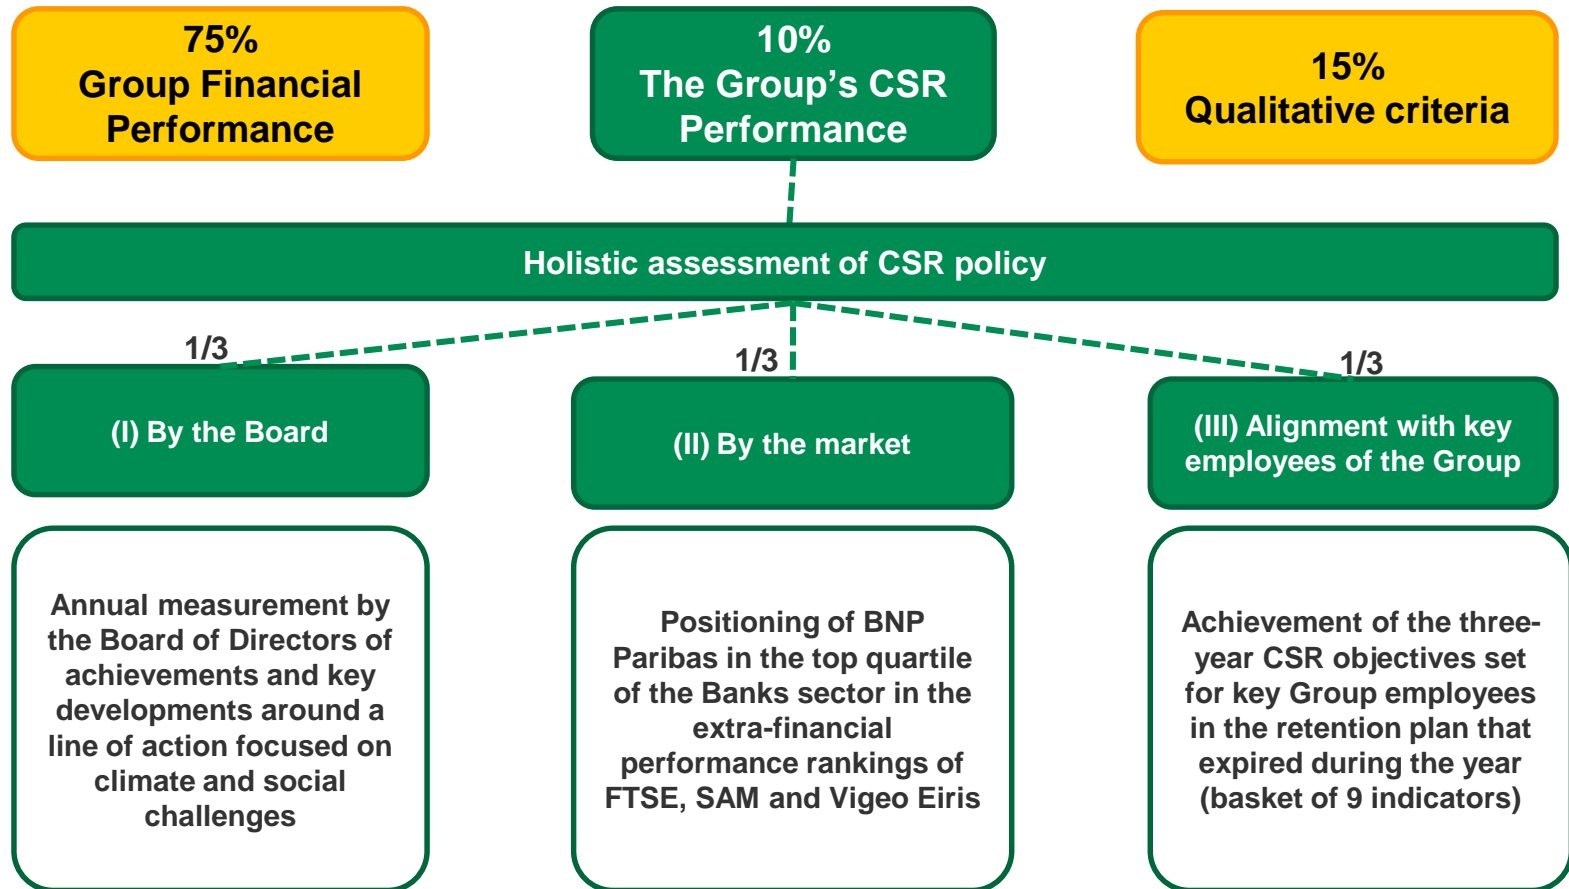 75%
Group Financial
Performance
10%
The Group’s CSR
Performance
15%
Qualitative criteria
Holistic assessment of CSR policy
1/3
1/3
1/3
(I) By the Board
(II) By the market
(III) Alignment with key
employees of the Group
Annual measurement by
the Board of Directors of
achievements and key
developments around a
line of action focused on
climate and social
challenges
Positioning of BNP
Paribas in the top quartile
of the Banks sector in the
extra-financial
performance rankings of
FTSE, SAM and Vigeo Eiris
Achievement of the three-
year CSR objectives set
for key Group employees
in the retention plan that
expired during the year
(basket of 9 indicators)